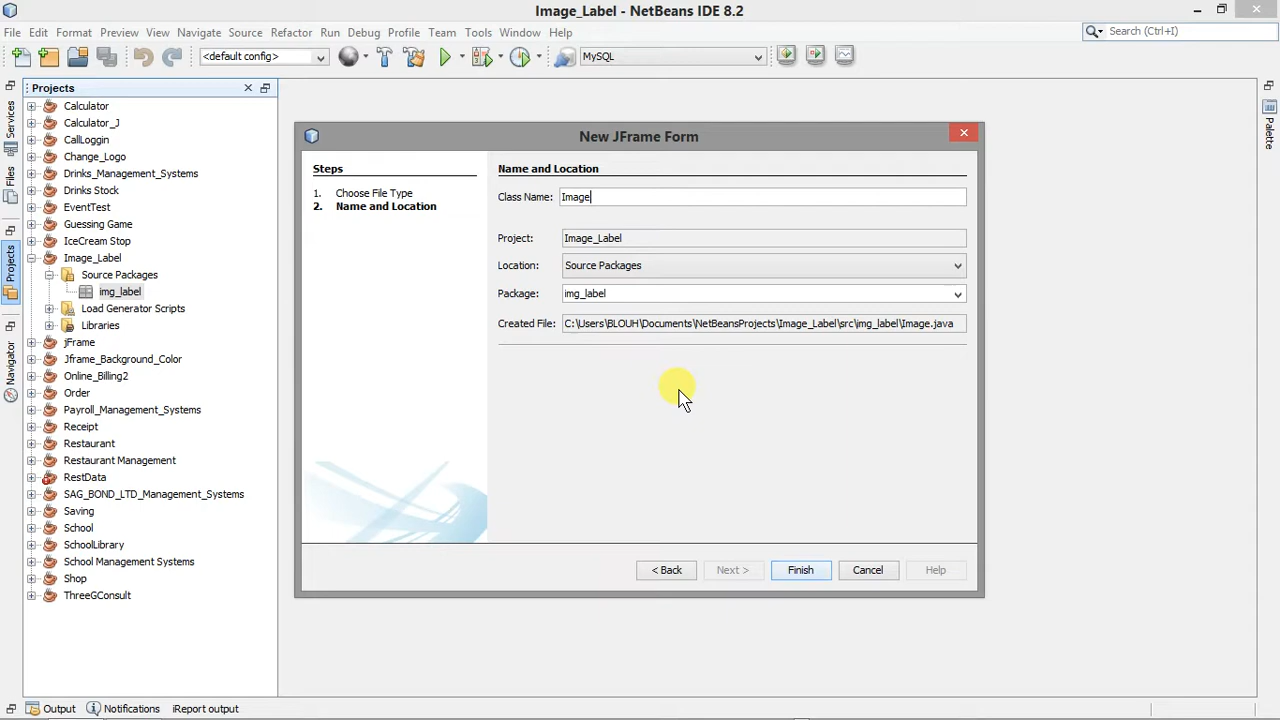 Image_Label - NetBeans IDE 8.2
File Edit Format Preview View Navigate Source Refactor Run Debug Profile Team Tools Window Help
Search (Ctrl+I)
<default config>
MySQL
Services
Files
Projects
Navigator
Palette
Projects
Calculator
Calculator_J
CallLoggin
Change_Logo
Drinks_Management_Systems
Drinks Stock
EventTest
Guessing Game
IceCream Stop
Image_Label
Source Packages
img_label
Load Generator Scripts
Libraries
jFrame
Jframe_Background_Color
Online_Billing2
Order
Payroll_Management_Systems
Receipt
Restaurant
Restaurant Management
RestData
SAG_BOND_LTD_Management_Systems
Saving
School
SchoolLibrary
School Management Systems
Shop
ThreeGConsult
New JFrame Form
Steps
1. Choose File Type
2. Name and Location
Name and Location
Class Name: Image
Project: Image_Label
Location: Source Packages
Package: img_label
Created File: C:\Users\BLOUH\Documents\NetBeansProjects\Image_Label\src\img_label\Image.java
< Back Next > Finish Cancel Help
Output Notifications iReport output